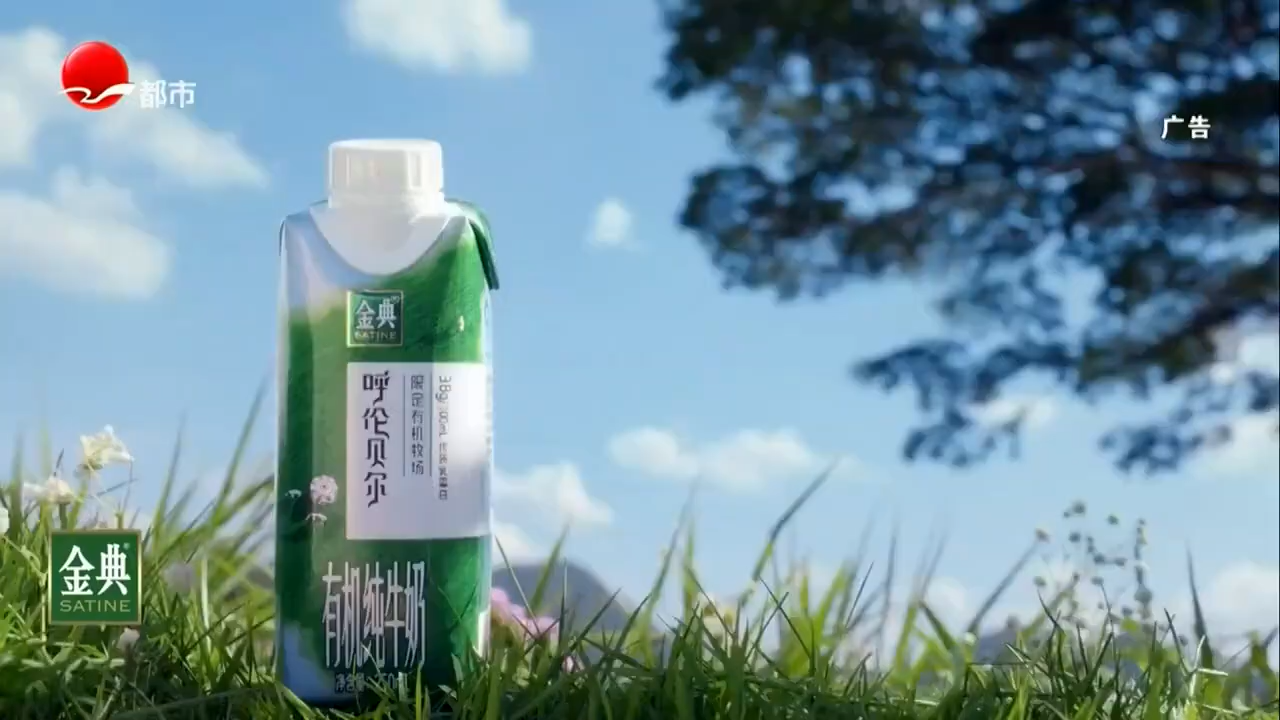 都市
广告
金典
SATINE
呼伦贝尔
限定有机牧场
3.8g/100mL 优质乳蛋白
有机纯牛奶
金典
SATINE